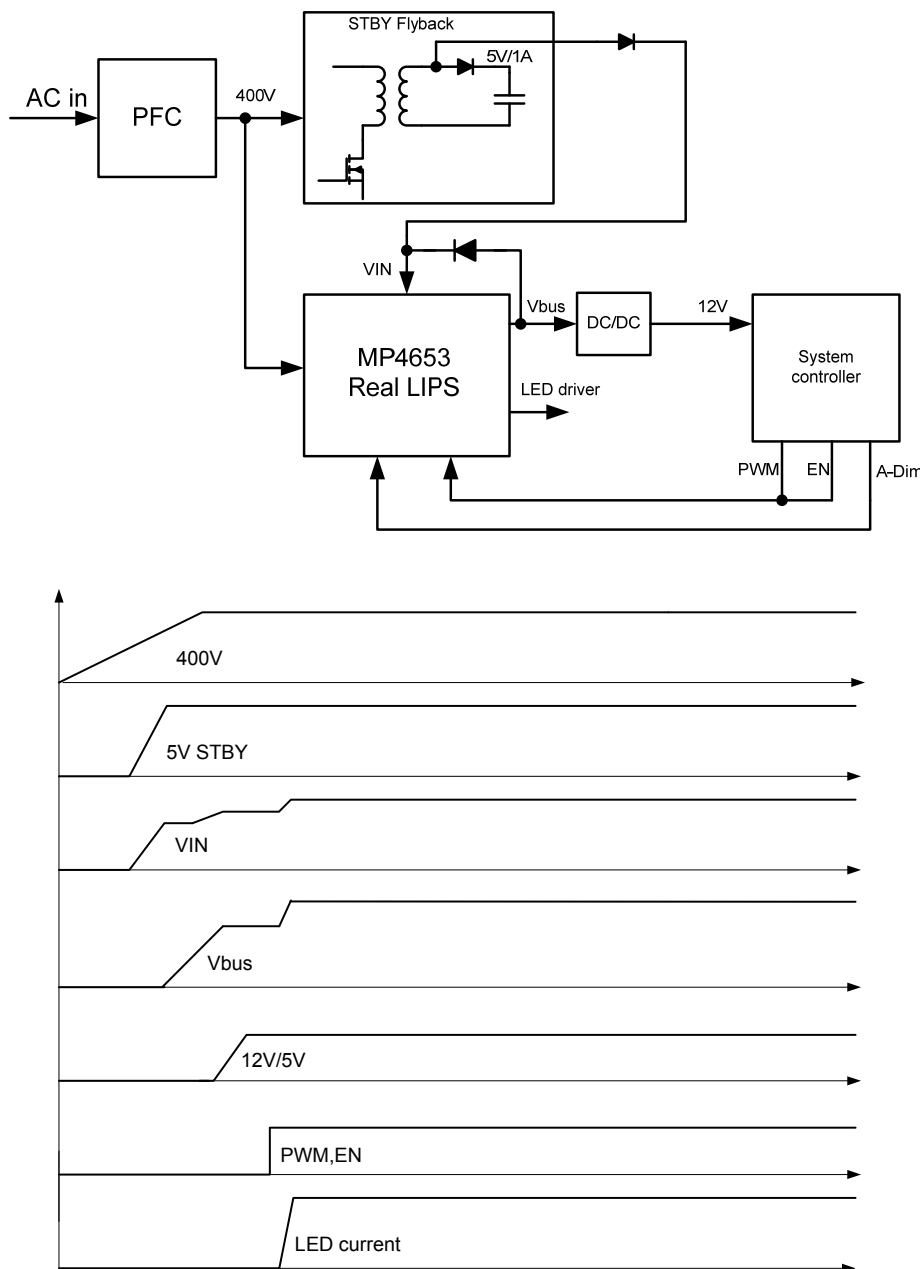 STBY Flyback
5V/1A
AC in
PFC
400V
VIN
Vbus
DC/DC
12V
MP4653
Real LIPS
System
controller
LED driver
PWM
EN
A-Dim
400V
5V STBY
VIN
Vbus
12V/5V
PWM,EN
LED current